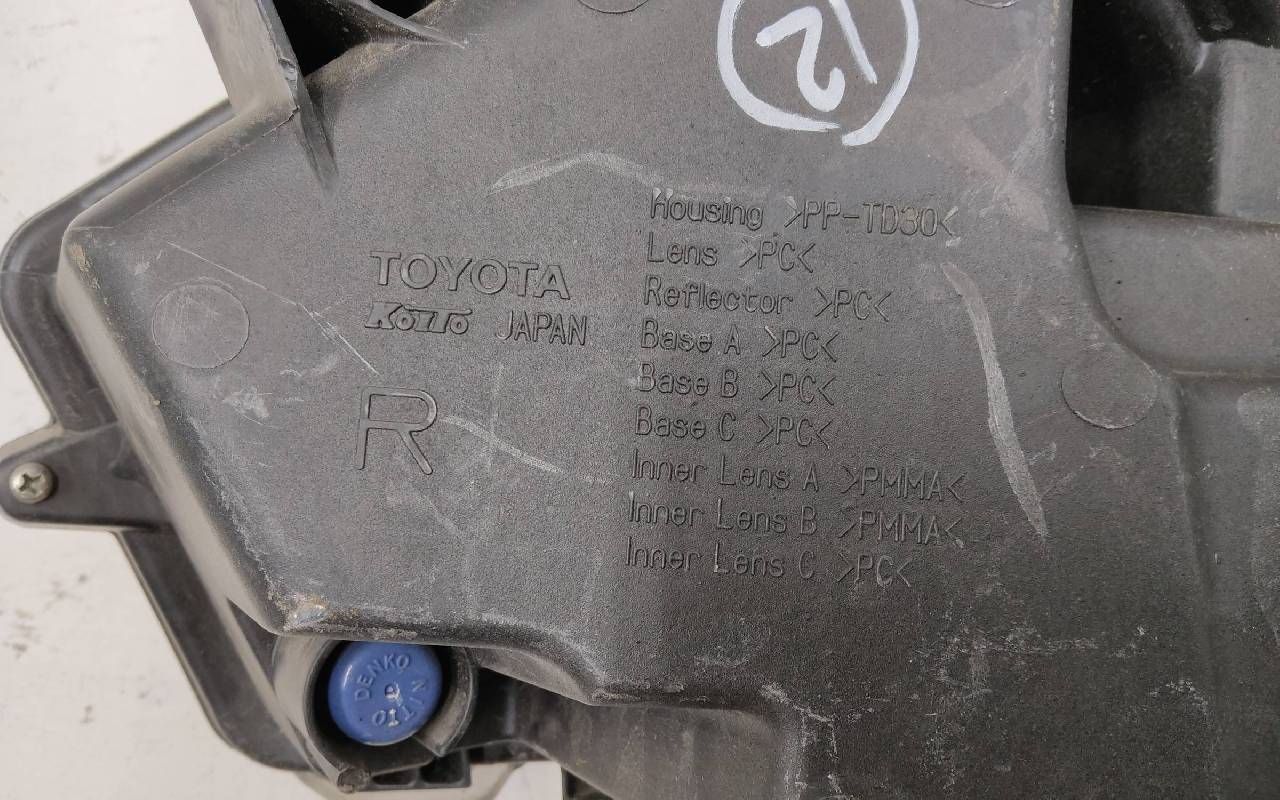 12
Housing >PP-TD30<
Lens >PC<
Reflector >PC<
Base A >PC<
Base B >PC<
Base C >PC<
Inner Lens A >PMMA<
Inner Lens B >PMMA<
Inner Lens C >PC<
TOYOTA
KOITO JAPAN
R
NITTO DENKO